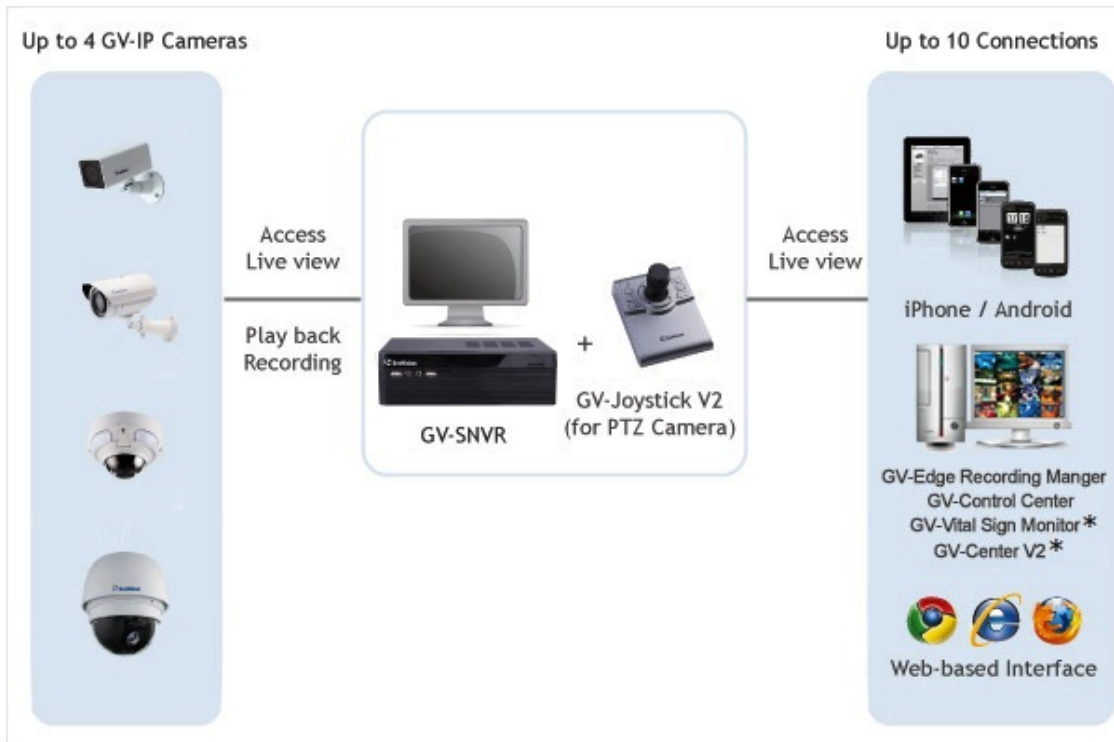 Up to 4 GV-IP Cameras
Up to 10 Connections
Access
Live view
Play back
Recording
GV-SNVR
+
GV-Joystick V2
(for PTZ Camera)
Access
Live view
iPhone / Android
GV-Edge Recording Manger
GV-Control Center
GV-Vital Sign Monitor*
GV-Center V2*
Web-based Interface